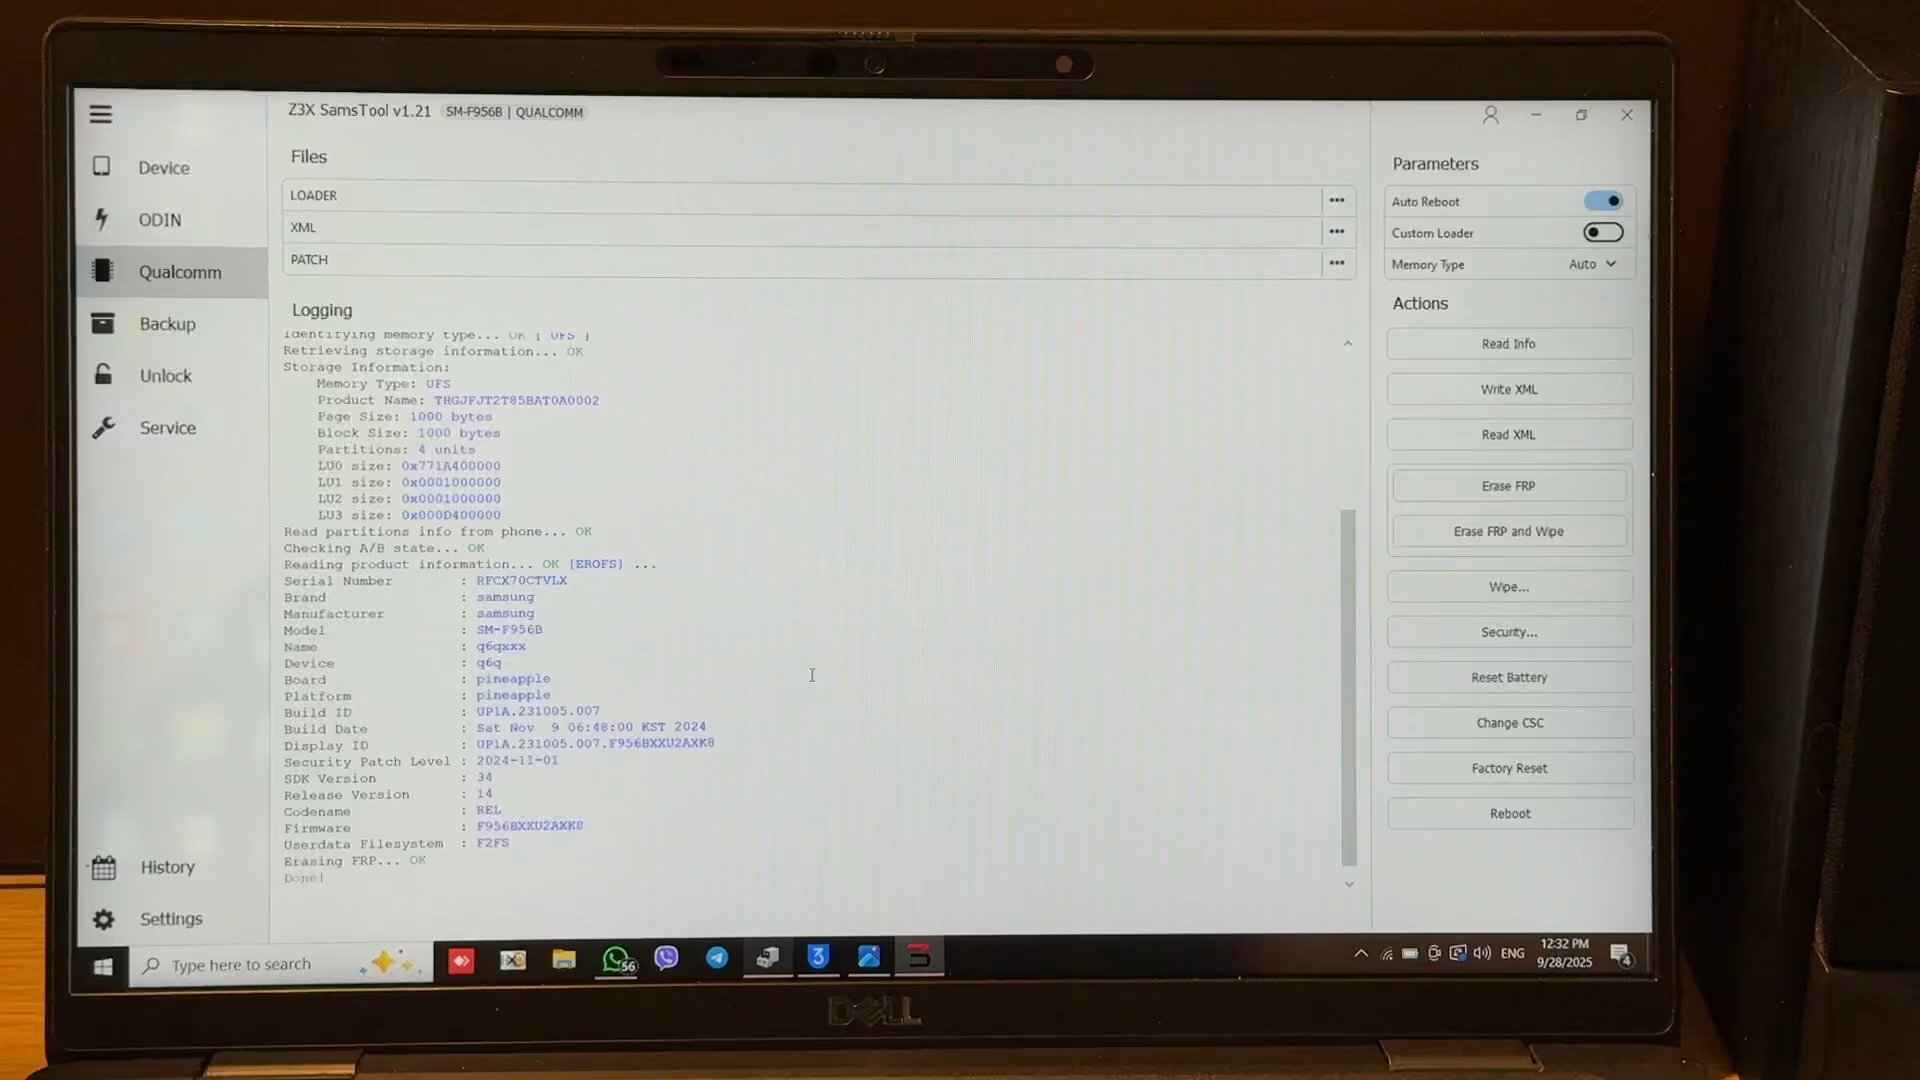 Z3X SamsTool v1.21 SM-F956B | QUALCOMM
Device
ODIN
Qualcomm
Backup
Unlock
Service
History
Settings
Files
LOADER
XML
PATCH
Logging
Identifying memory type... OK [ UFS ]
Retrieving storage information... OK
Storage Information:
Memory Type: UFS
Product Name: THGJFJT2T85BAT0A0002
Page Size: 1000 bytes
Block Size: 1000 bytes
Partitions: 4 units
LU0 size: 0x771A400000
LU1 size: 0x0001000000
LU2 size: 0x0001000000
LU3 size: 0x000D400000
Read partitions info from phone... OK
Checking A/B state... OK
Reading product information... OK [EROFS] ...
Serial Number : RFCX70CTVLX
Brand : samsung
Manufacturer : samsung
Model : SM-F956B
Name : q6qxxx
Device : q6q
Board : pineapple
Platform : pineapple
Build ID : UP1A.231005.007
Build Date : Sat Nov 9 06:48:00 KST 2024
Display ID : UP1A.231005.007.F956BXXU2AXK8
Security Patch Level : 2024-11-01
SDK Version : 34
Release Version : 14
Codename : REL
Firmware : F956BXXU2AXK8
Userdata Filesystem : F2FS
Erasing FRP... OK
Done!
Parameters
Auto Reboot
Custom Loader
Memory Type Auto
Actions
Read Info
Write XML
Read XML
Erase FRP
Erase FRP and Wipe
Wipe...
Security...
Reset Battery
Change CSC
Factory Reset
Reboot
Type here to search
56
3
ENG
12:32 PM
9/28/2025
4
DELL